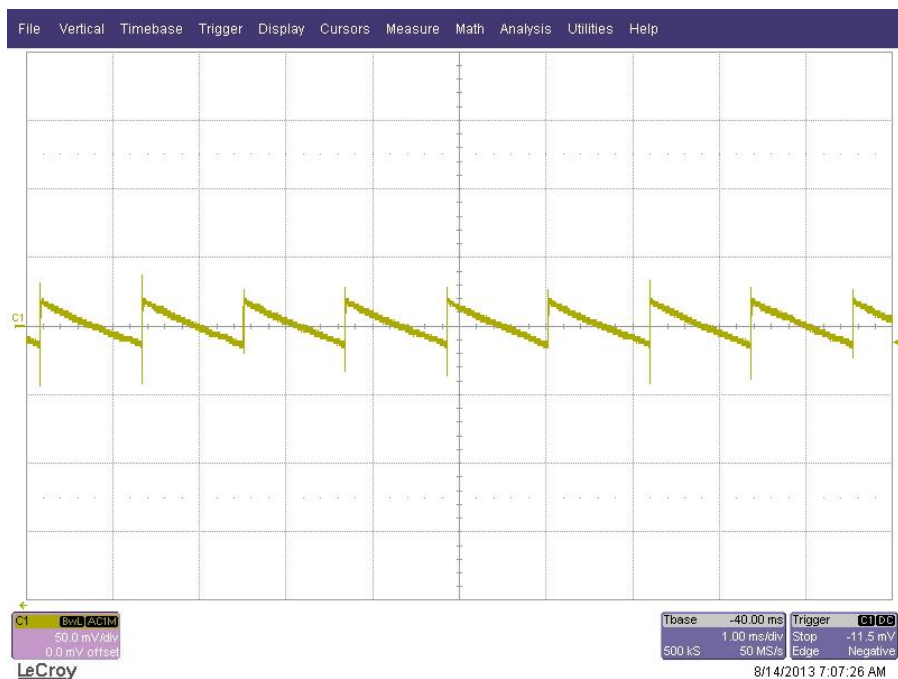 File Vertical Timebase Trigger Display Cursors Measure Math Analysis Utilities Help
C1
C1 BwL AC1M
50.0 mV/div
0.0 mV offset
Tbase -40.00 ms
1.00 ms/div
500 kS 50 MS/s
Trigger C1 DC
Stop -11.5 mV
Edge Negative
LeCroy
8/14/2013 7:07:26 AM